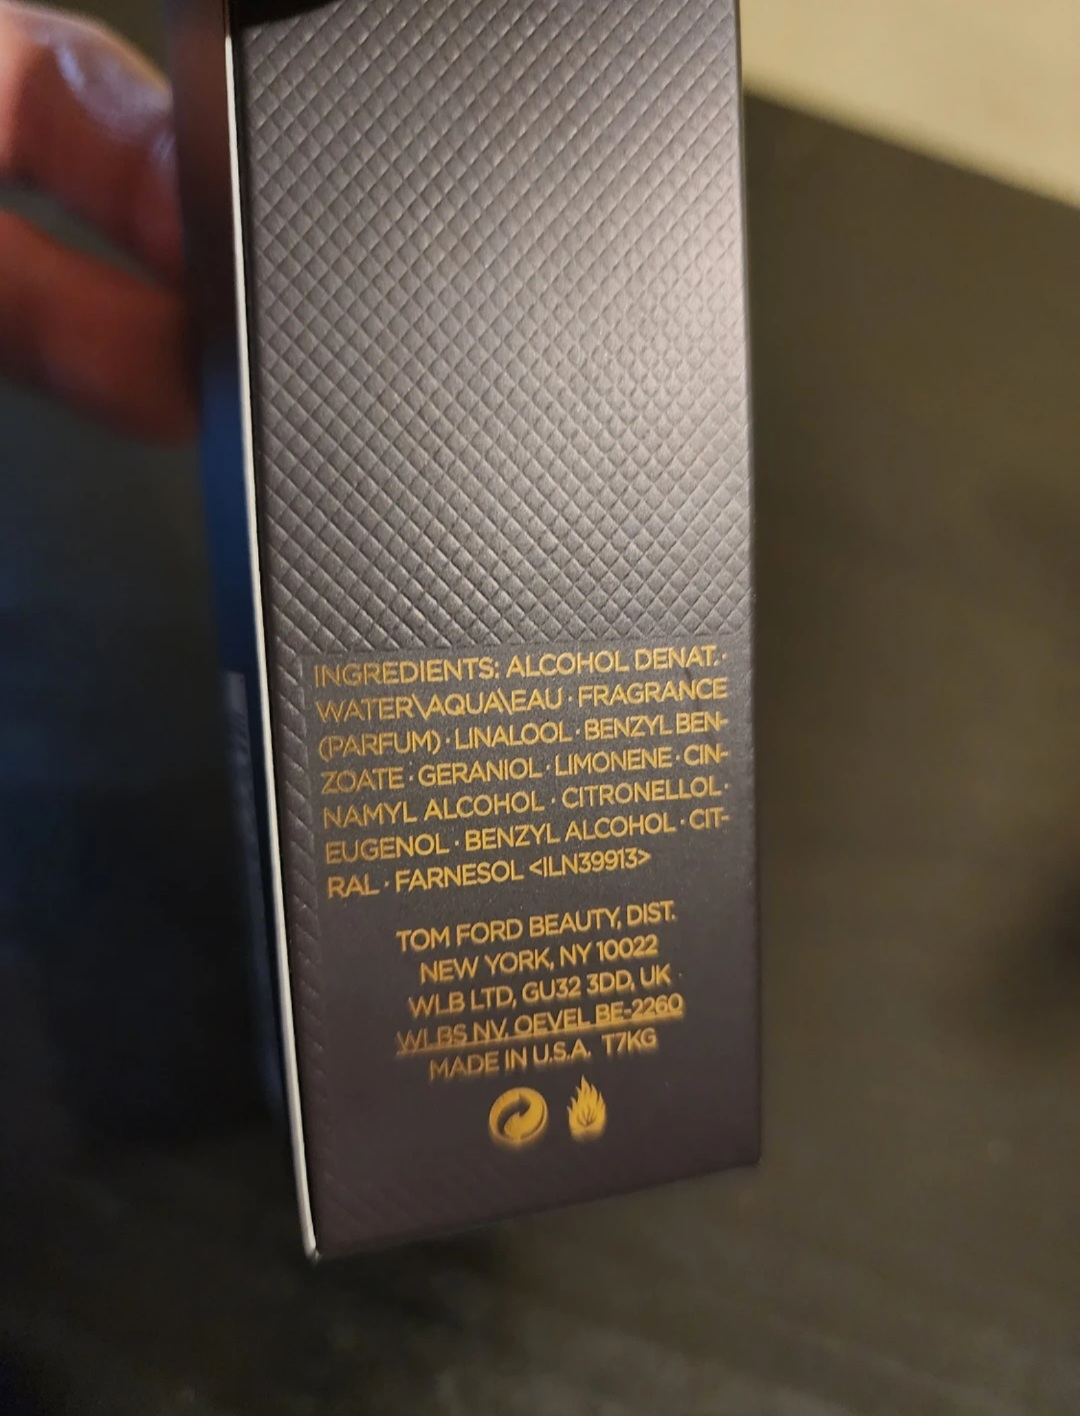 INGREDIENTS: ALCOHOL DENAT. ·
WATER\AQUA\EAU · FRAGRANCE
(PARFUM) · LINALOOL · BENZYL BEN-
ZOATE · GERANIOL · LIMONENE · CIN-
NAMYL ALCOHOL · CITRONELLOL ·
EUGENOL · BENZYL ALCOHOL · CIT-
RAL · FARNESOL <ILN39913>
TOM FORD BEAUTY, DIST.
NEW YORK, NY 10022
WLB LTD, GU32 3DD, UK
WLBS NV, OEVEL BE-2260
MADE IN U.S.A. T7KG